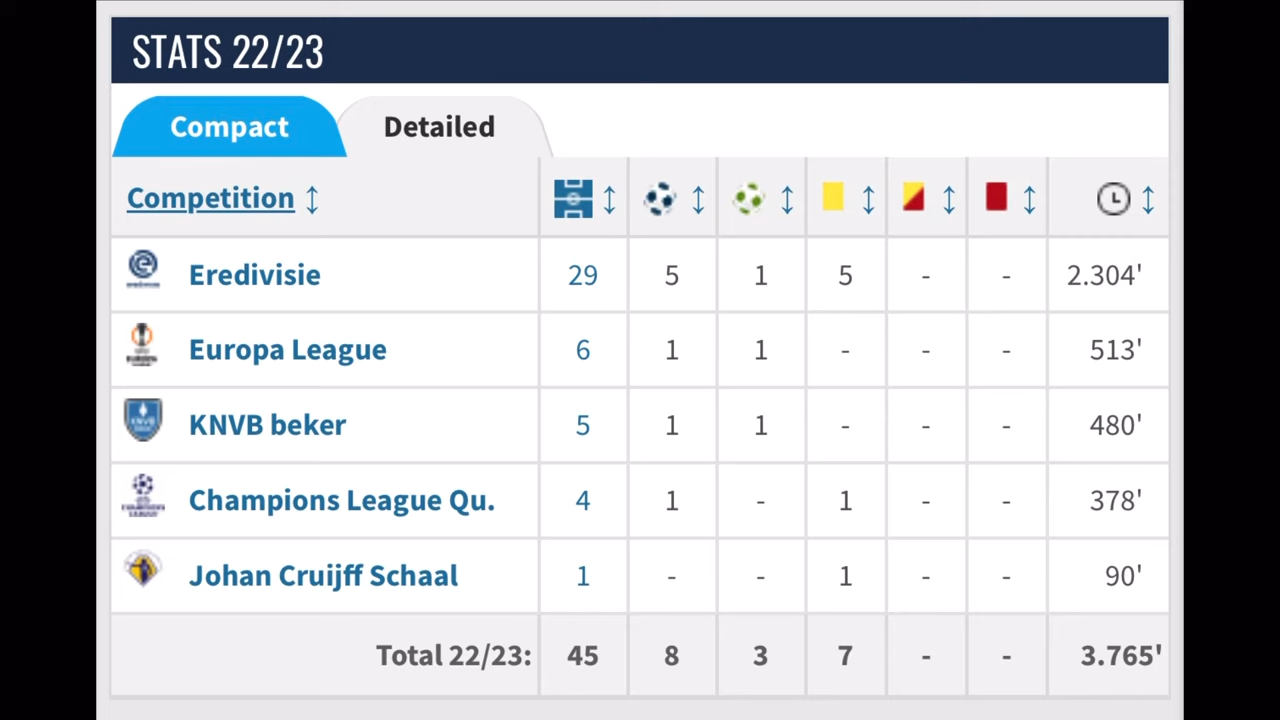 STATS 22/23
Compact Detailed
Competition
Eredivisie 29 5 1 5 - - 2.304'
Europa League 6 1 1 - - - 513'
KNVB beker 5 1 1 - - - 480'
Champions League Qu. 4 1 - 1 - - 378'
Johan Cruijff Schaal 1 - - 1 - - 90'
Total 22/23: 45 8 3 7 - - 3.765'